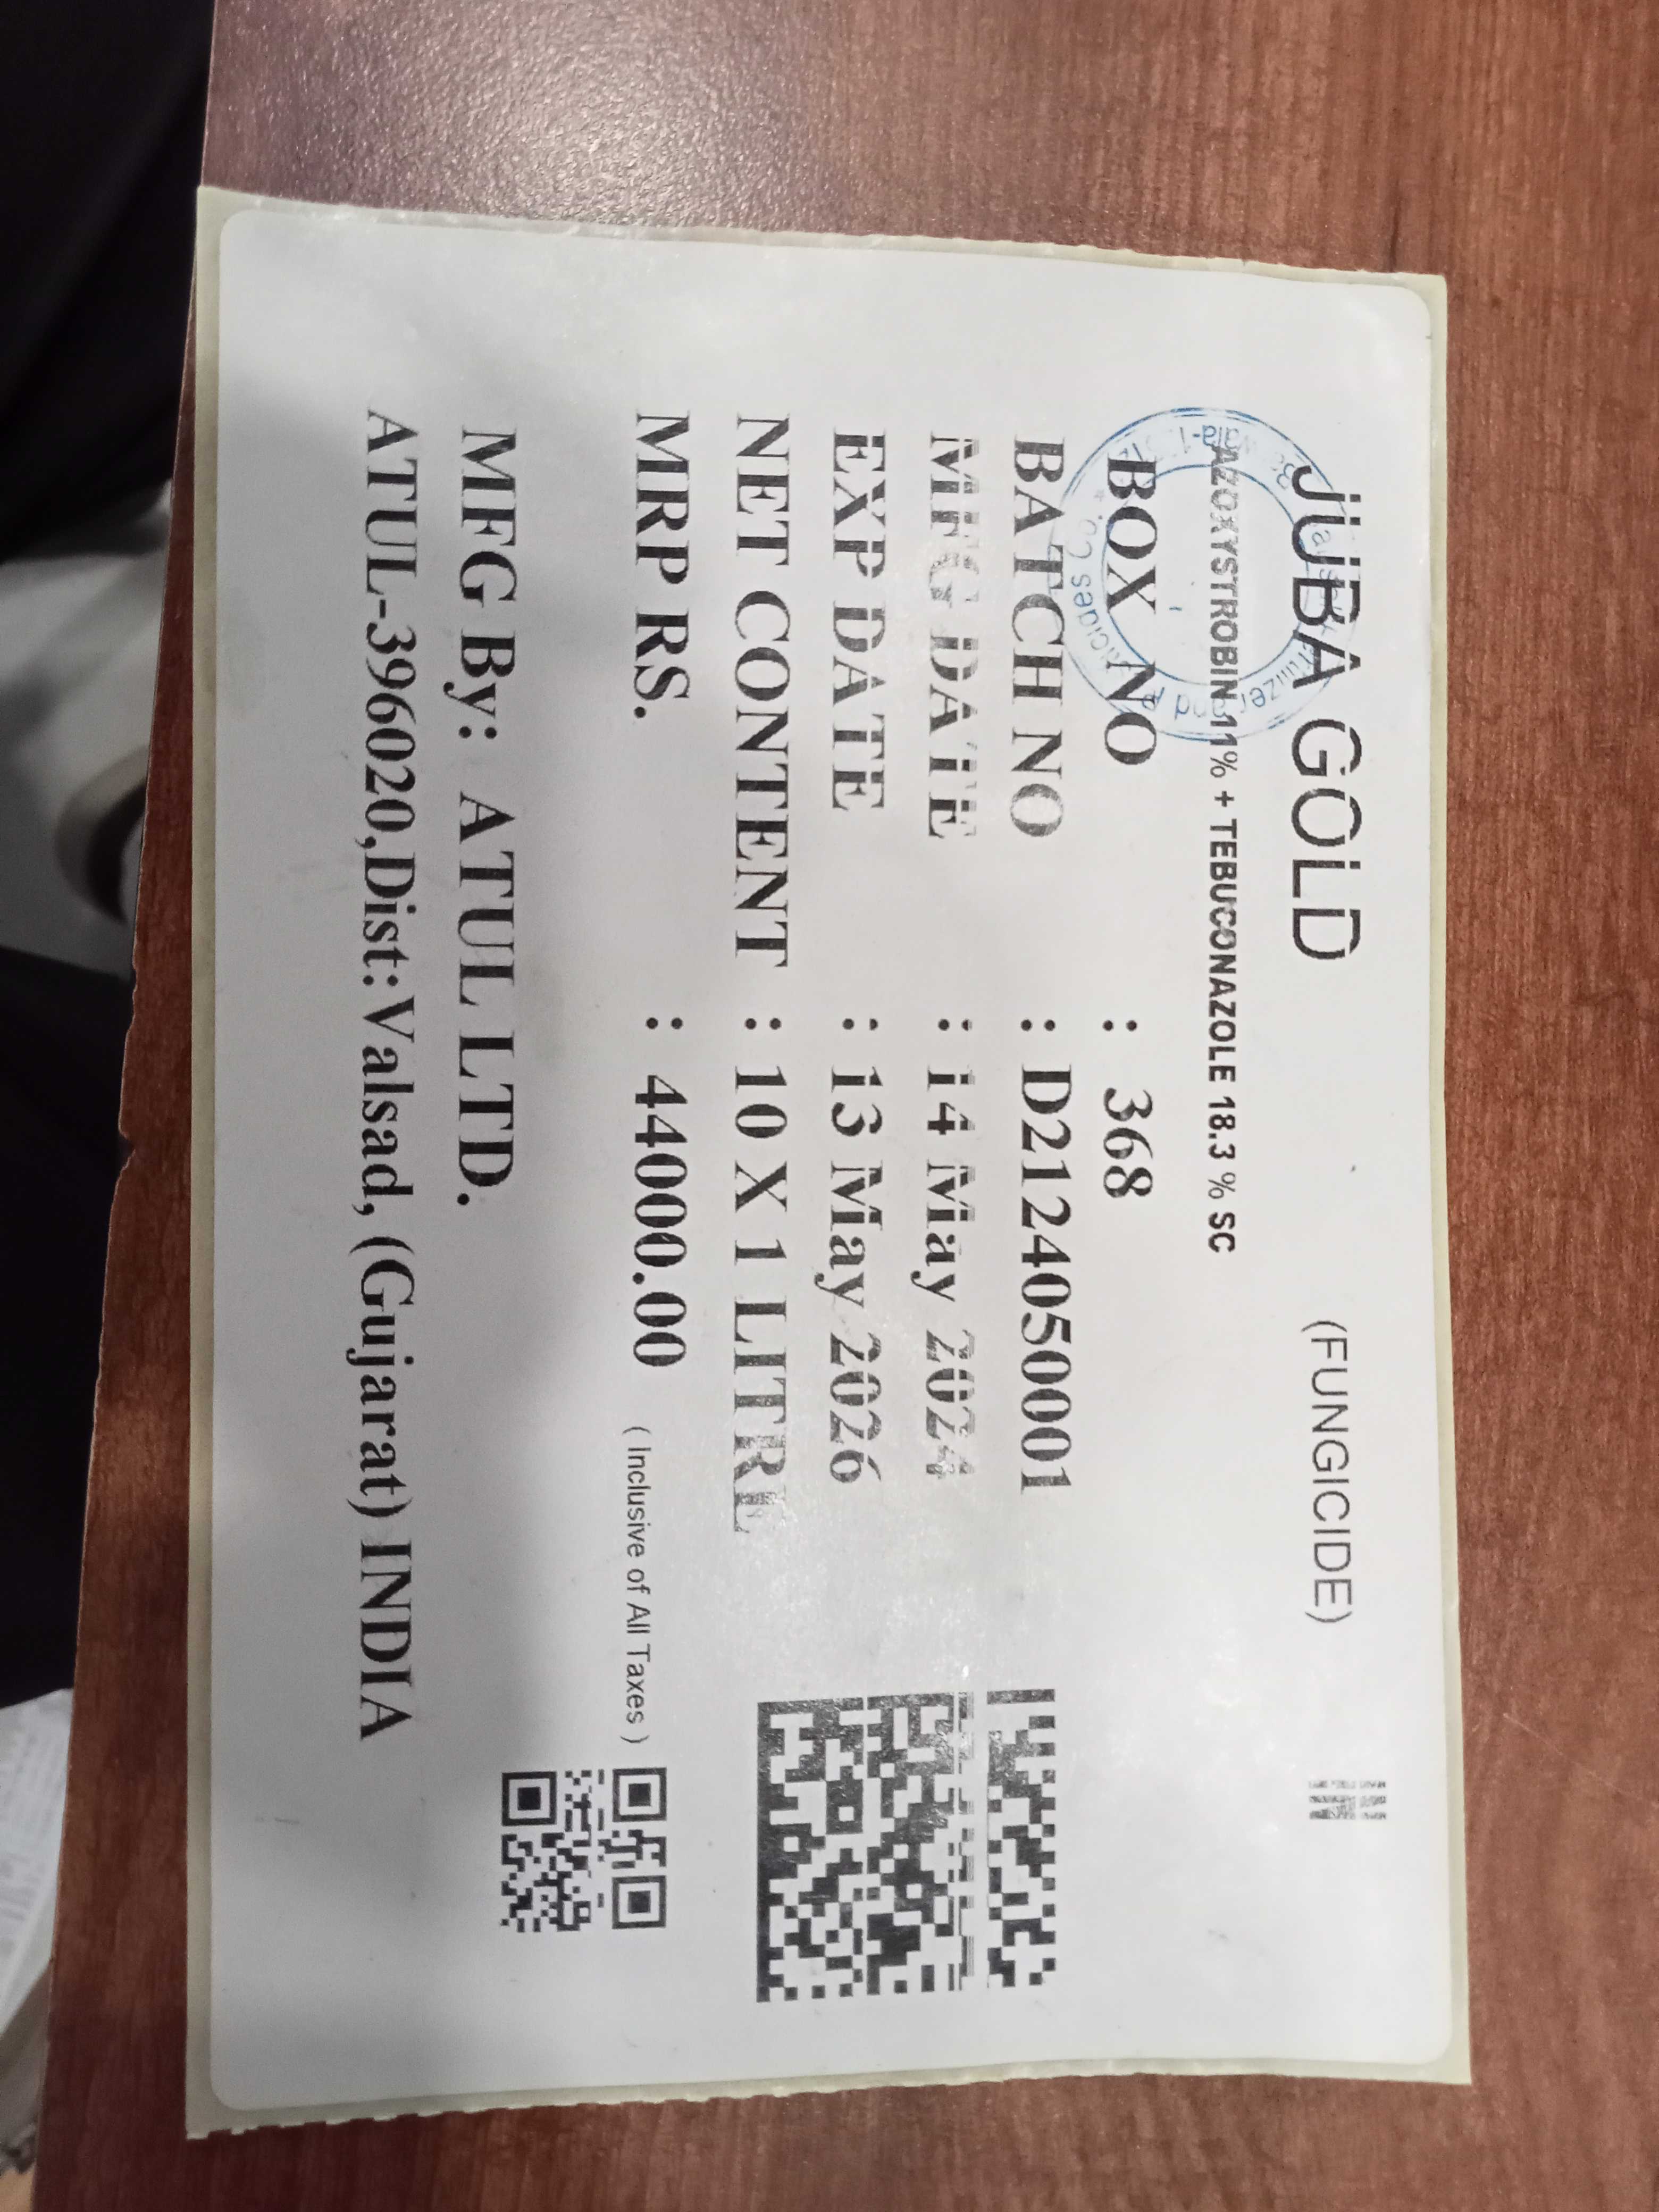 JUBA GOLD (FUNGICIDE)
AZOXYSTROBIN 11% + TEBUCONAZOLE 18.3 % SC
BOX NO : 368
BATCH NO : D2124050001
MFG DATE : 14 May 2024
EXP DATE : 13 May 2026
NET CONTENT : 10 X 1 LITRE
MRP RS. : 44000.00 ( Inclusive of All Taxes )
MFG By: ATUL LTD.
ATUL-396020,Dist:Valsad, (Gujarat) INDIA